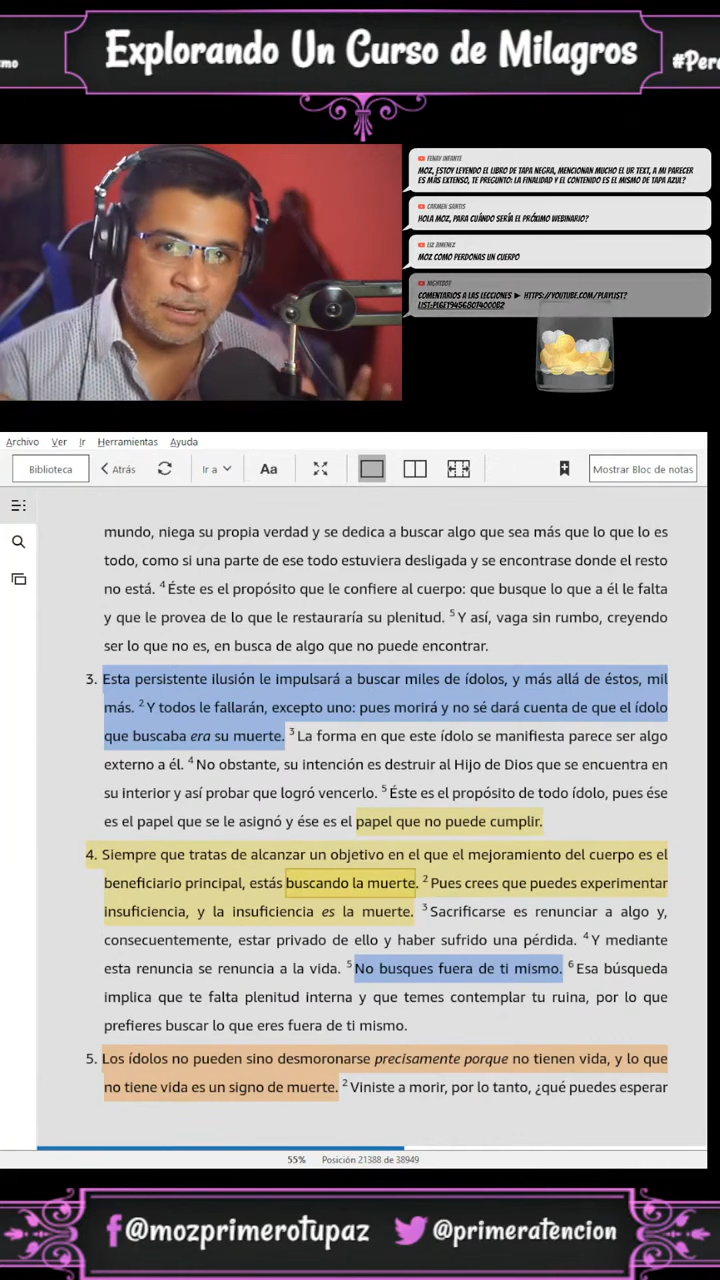 Explorando Un Curso de Milagros
FENAY INFANTE
MOZ, ESTOY LEYENDO EL LIBRO DE TAPA NEGRA, MENCIONAN MUCHO EL UR TEXT, A MI PARECER
ES MÁS EXTENSO, TE PREGUNTO: LA FINALIDAD Y EL CONTENIDO ES EL MISMO DE TAPA AZUL?
CARMEN SANTIS
HOLA MOZ, PARA CUÁNDO SERÍA EL PRÓXIMO WEBINARIO?
LIZ JIMENEZ
MOZ COMO PERDONAS UN CUERPO
NIGHTBOT
COMENTARIOS A LAS LECCIONES ► HTTPS://YOUTUBE.COM/PLAYLIST?
Archivo Ver Ir Herramientas Ayuda
Biblioteca Atrás Ir a Aa Mostrar Bloc de notas
mundo, niega su propia verdad y se dedica a buscar algo que sea más que lo que lo es
todo, como si una parte de ese todo estuviera desligada y se encontrase donde el resto
no está. ⁴Éste es el propósito que le confiere al cuerpo: que busque lo que a él le falta
y que le provea de lo que le restauraría su plenitud. ⁵Y así, vaga sin rumbo, creyendo
ser lo que no es, en busca de algo que no puede encontrar.
3. Esta persistente ilusión le impulsará a buscar miles de ídolos, y más allá de éstos, mil
más. ²Y todos le fallarán, excepto uno: pues morirá y no sé dará cuenta de que el ídolo
que buscaba era su muerte. ³La forma en que este ídolo se manifiesta parece ser algo
externo a él. ⁴No obstante, su intención es destruir al Hijo de Dios que se encuentra en
su interior y así probar que logró vencerlo. ⁵Éste es el propósito de todo ídolo, pues ése
es el papel que se le asignó y ése es el papel que no puede cumplir.
4. Siempre que tratas de alcanzar un objetivo en el que el mejoramiento del cuerpo es el
beneficiario principal, estás buscando la muerte. ²Pues crees que puedes experimentar
insuficiencia, y la insuficiencia es la muerte. ³Sacrificarse es renunciar a algo y,
consecuentemente, estar privado de ello y haber sufrido una pérdida. ⁴Y mediante
esta renuncia se renuncia a la vida. ⁵No busques fuera de ti mismo. ⁶Esa búsqueda
implica que te falta plenitud interna y que temes contemplar tu ruina, por lo que
prefieres buscar lo que eres fuera de ti mismo.
5. Los ídolos no pueden sino desmoronarse precisamente porque no tienen vida, y lo que
no tiene vida es un signo de muerte. ²Viniste a morir, por lo tanto, ¿qué puedes esperar
55% Posición 21388 de 38949
@mozprimerotupaz @primeratencion